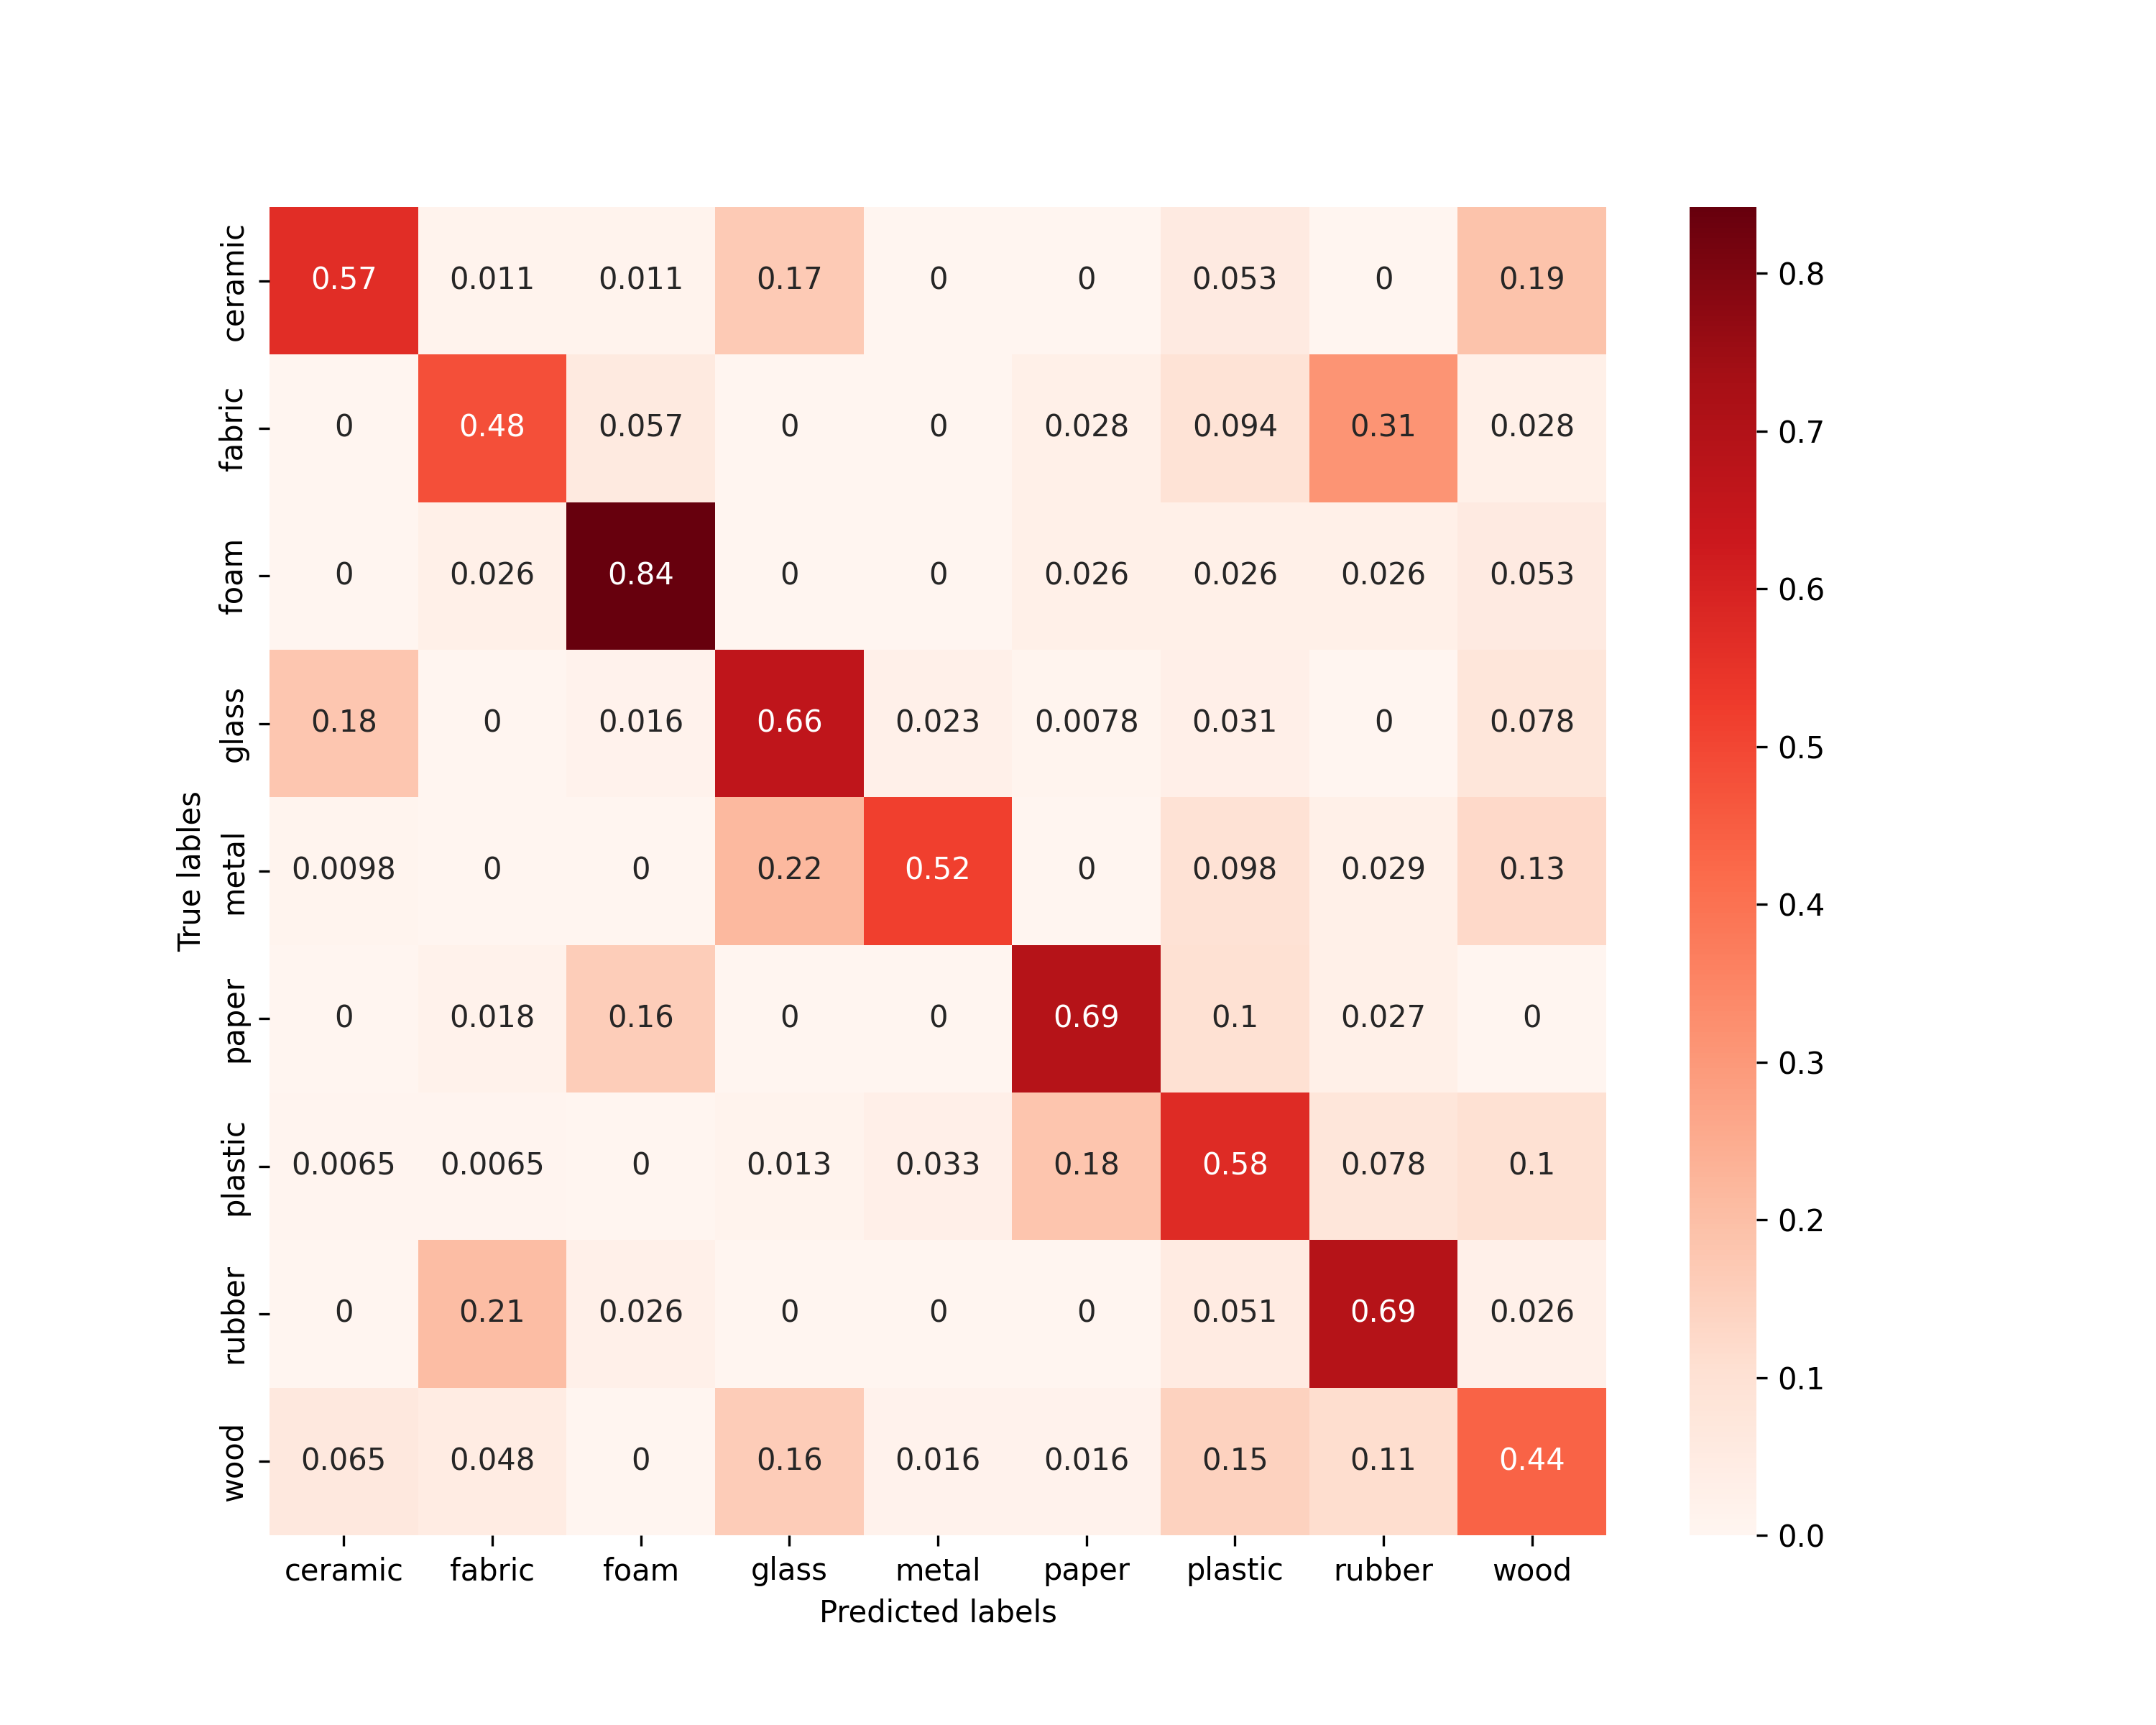 ceramic 0.57 0.011 0.011 0.17 0 0 0.053 0 0.19
fabric 0 0.48 0.057 0 0 0.028 0.094 0.31 0.028
foam 0 0.026 0.84 0 0 0.026 0.026 0.026 0.053
glass 0.18 0 0.016 0.66 0.023 0.0078 0.031 0 0.078
True lables
metal 0.0098 0 0 0.22 0.52 0 0.098 0.029 0.13
paper 0 0.018 0.16 0 0 0.69 0.1 0.027 0
plastic 0.0065 0.0065 0 0.013 0.033 0.18 0.58 0.078 0.1
rubber 0 0.21 0.026 0 0 0 0.051 0.69 0.026
wood 0.065 0.048 0 0.16 0.016 0.016 0.15 0.11 0.44
ceramic fabric foam glass metal paper plastic rubber wood
Predicted labels
0.8
0.7
0.6
0.5
0.4
0.3
0.2
0.1
0.0